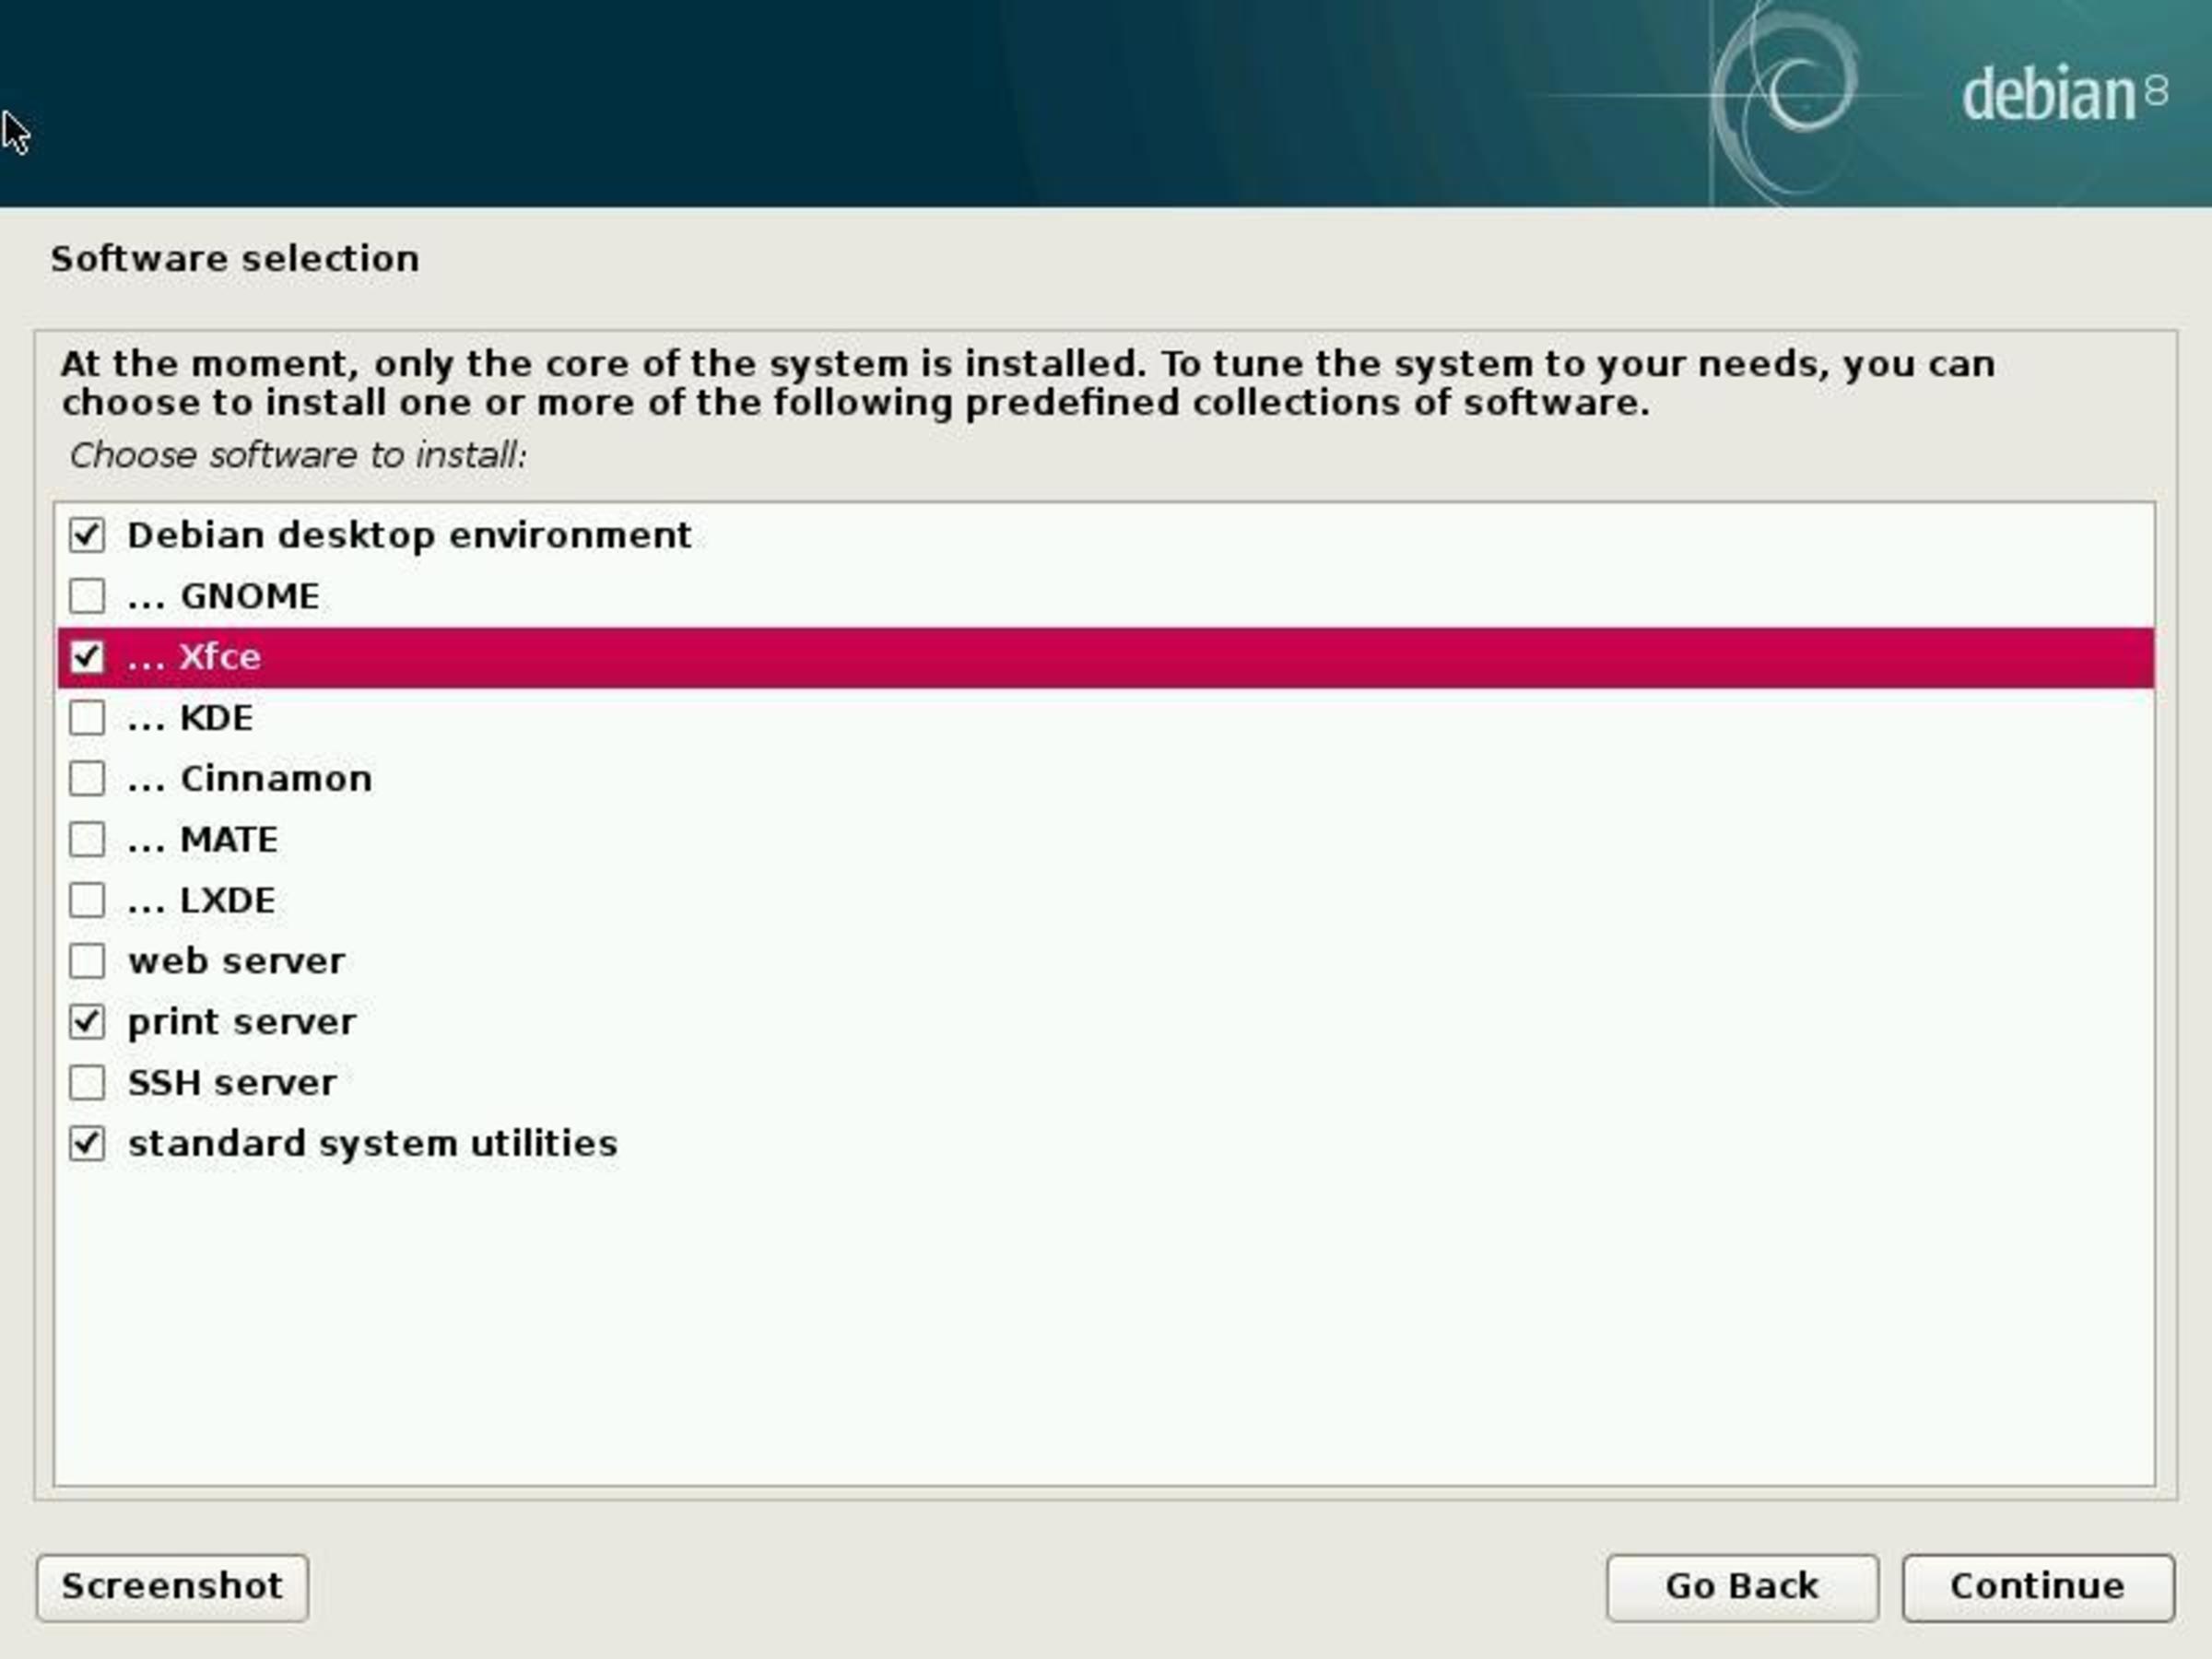 debian 8
Software selection
At the moment, only the core of the system is installed. To tune the system to your needs, you can
choose to install one or more of the following predefined collections of software.
Choose software to install:
Debian desktop environment
... GNOME
... Xfce
... KDE
... Cinnamon
... MATE
... LXDE
web server
print server
SSH server
standard system utilities
Screenshot
Go Back
Continue